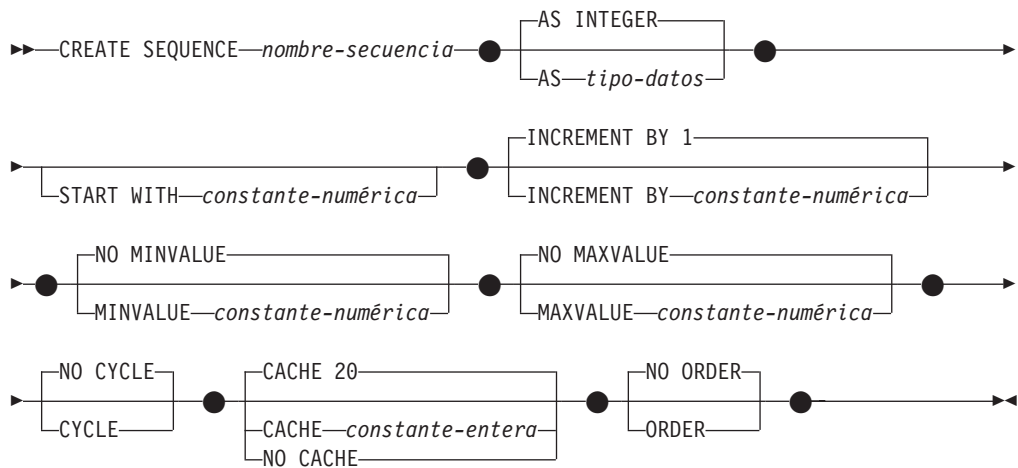 AS INTEGER
CREATE SEQUENCE nombre-secuencia
AS tipo-datos
INCREMENT BY 1
START WITH constante-numérica INCREMENT BY constante-numérica
NO MINVALUE NO MAXVALUE
MINVALUE constante-numérica MAXVALUE constante-numérica
NO CYCLE CACHE 20 NO ORDER
CYCLE CACHE constante-entera ORDER
NO CACHE